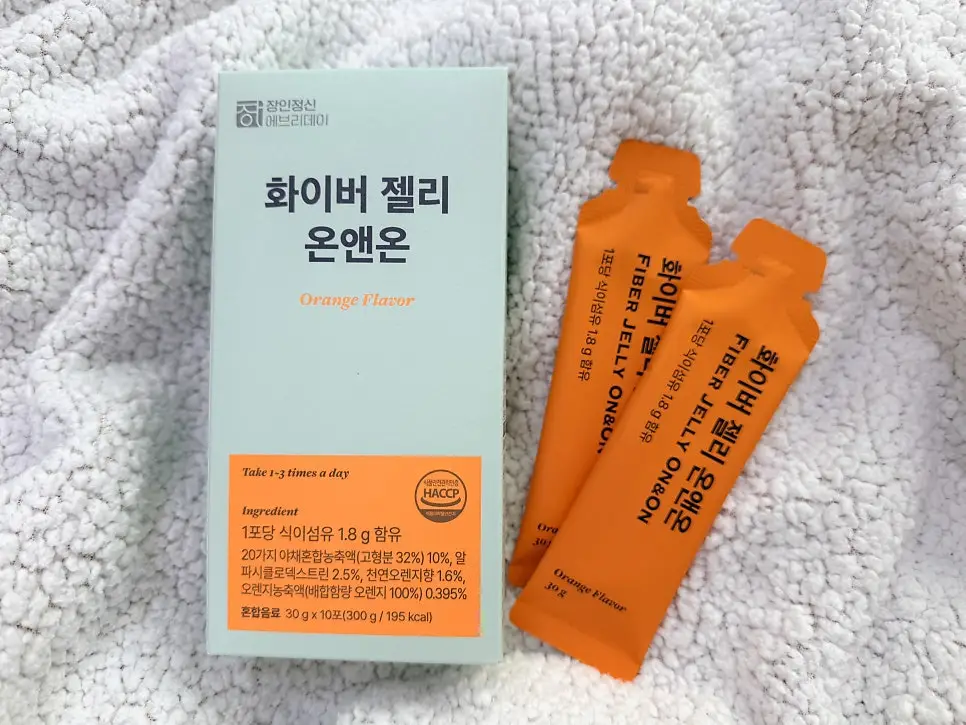 장인정신
에브리데이
화이버 젤리
온앤온
Orange Flavor
Take 1-3 times a day
HACCP
Ingredient
1포당 식이섬유 1.8 g 함유
20가지 야채혼합농축액(고형분 32%) 10%, 알
파시클로덱스트린 2.5%, 천연오렌지향 1.6%,
오렌지농축액(배합함량 오렌지 100%) 0.395%
혼합음료 30 g x 10포(300 g / 195 kcal)
화이버 젤리
FIBER JELLY ON&ON
1포당 식이섬유 1.8 g 함유
화이버 젤리 온앤온
FIBER JELLY ON&ON
1포당 식이섬유 1.8 g 함유
Orange Flavor
30 g